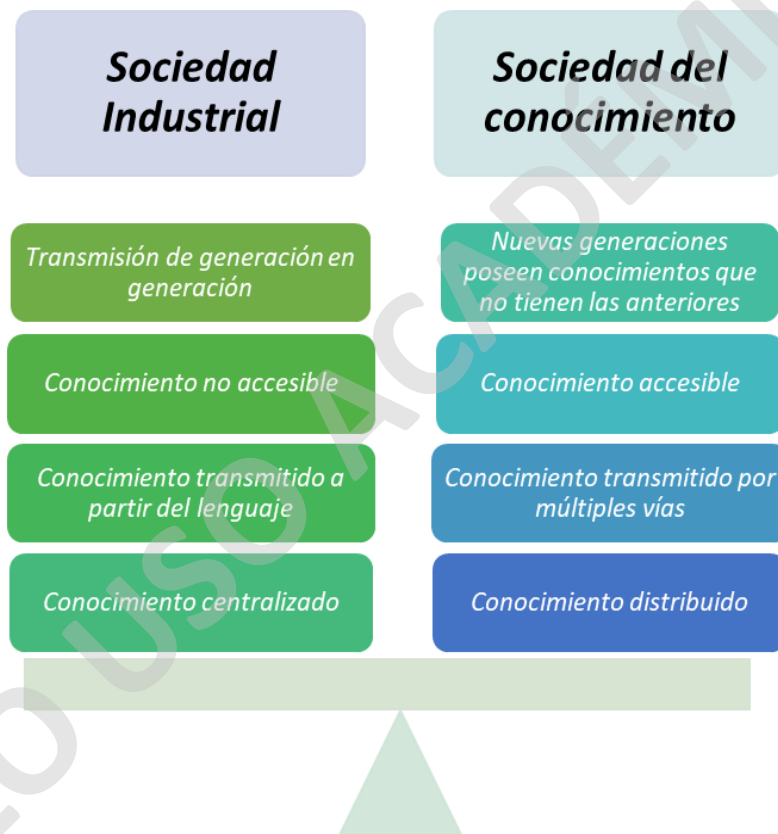 Sociedad
Industrial
Sociedad del
conocimiento
Transmisión de generación en
generación
Nuevas generaciones
poseen conocimientos que
no tienen las anteriores
Conocimiento no accesible
Conocimiento accesible
Conocimiento transmitido a
partir del lenguaje
Conocimiento transmitido por
múltiples vías
Conocimiento centralizado
Conocimiento distribuido
USO